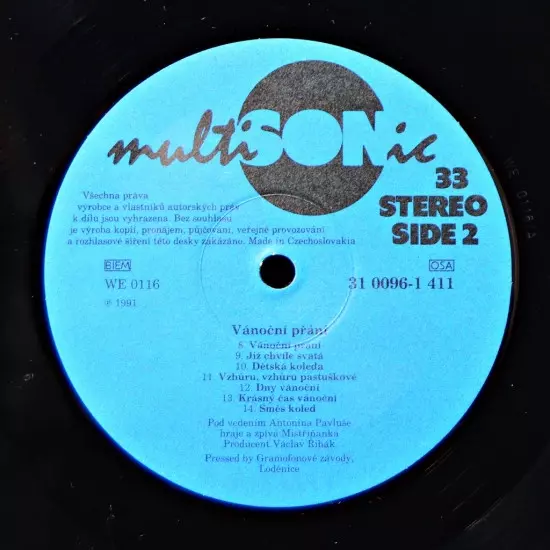 multiSONic
33
STEREO
SIDE 2
Všechna práva
výrobce a vlastníků autorských práv
k dílu jsou vyhrazena. Bez souhlasu
je výroba kopií, pronájem, půjčování, veřejné provozování
a rozhlasové šíření této desky zakázáno. Made in Czechoslovakia
BIEM
OSA
WE 0116
31 0096-1 411
℗ 1991
Vánoční přání
8. Vánoční přání
9. Již chvíle svatá
10. Dětská koleda
11. Vzhůru, vzhůru pastuškové
12. Dny vánoční
13. Krásný čas vánoční
14. Směs koled
Pod vedením Antonína Pavluše
hraje a zpívá Mistříňanka
Producent Václav Řihák
Pressed by Gramofonové závody,
Loděnice